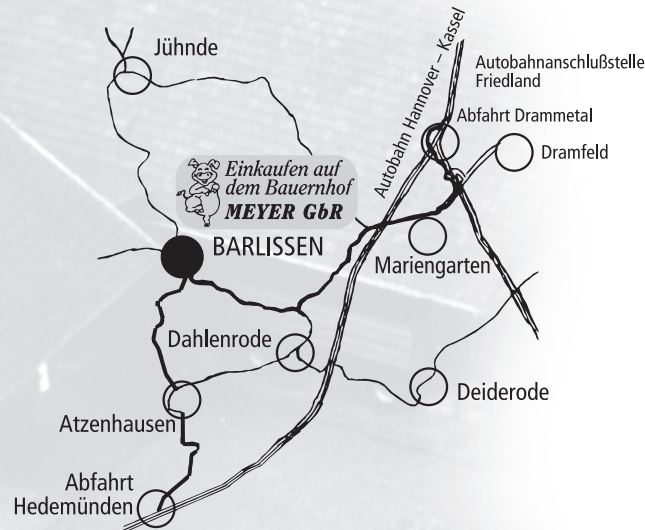 Jühnde
Autobahn Hannover – Kassel
Autobahnanschlußstelle
Friedland
Abfahrt Drammetal
Dramfeld
Einkaufen auf
dem Bauernhof
MEYER GbR
BARLISSEN
Mariengarten
Dahlenrode
Deiderode
Atzenhausen
Abfahrt
Hedemünden